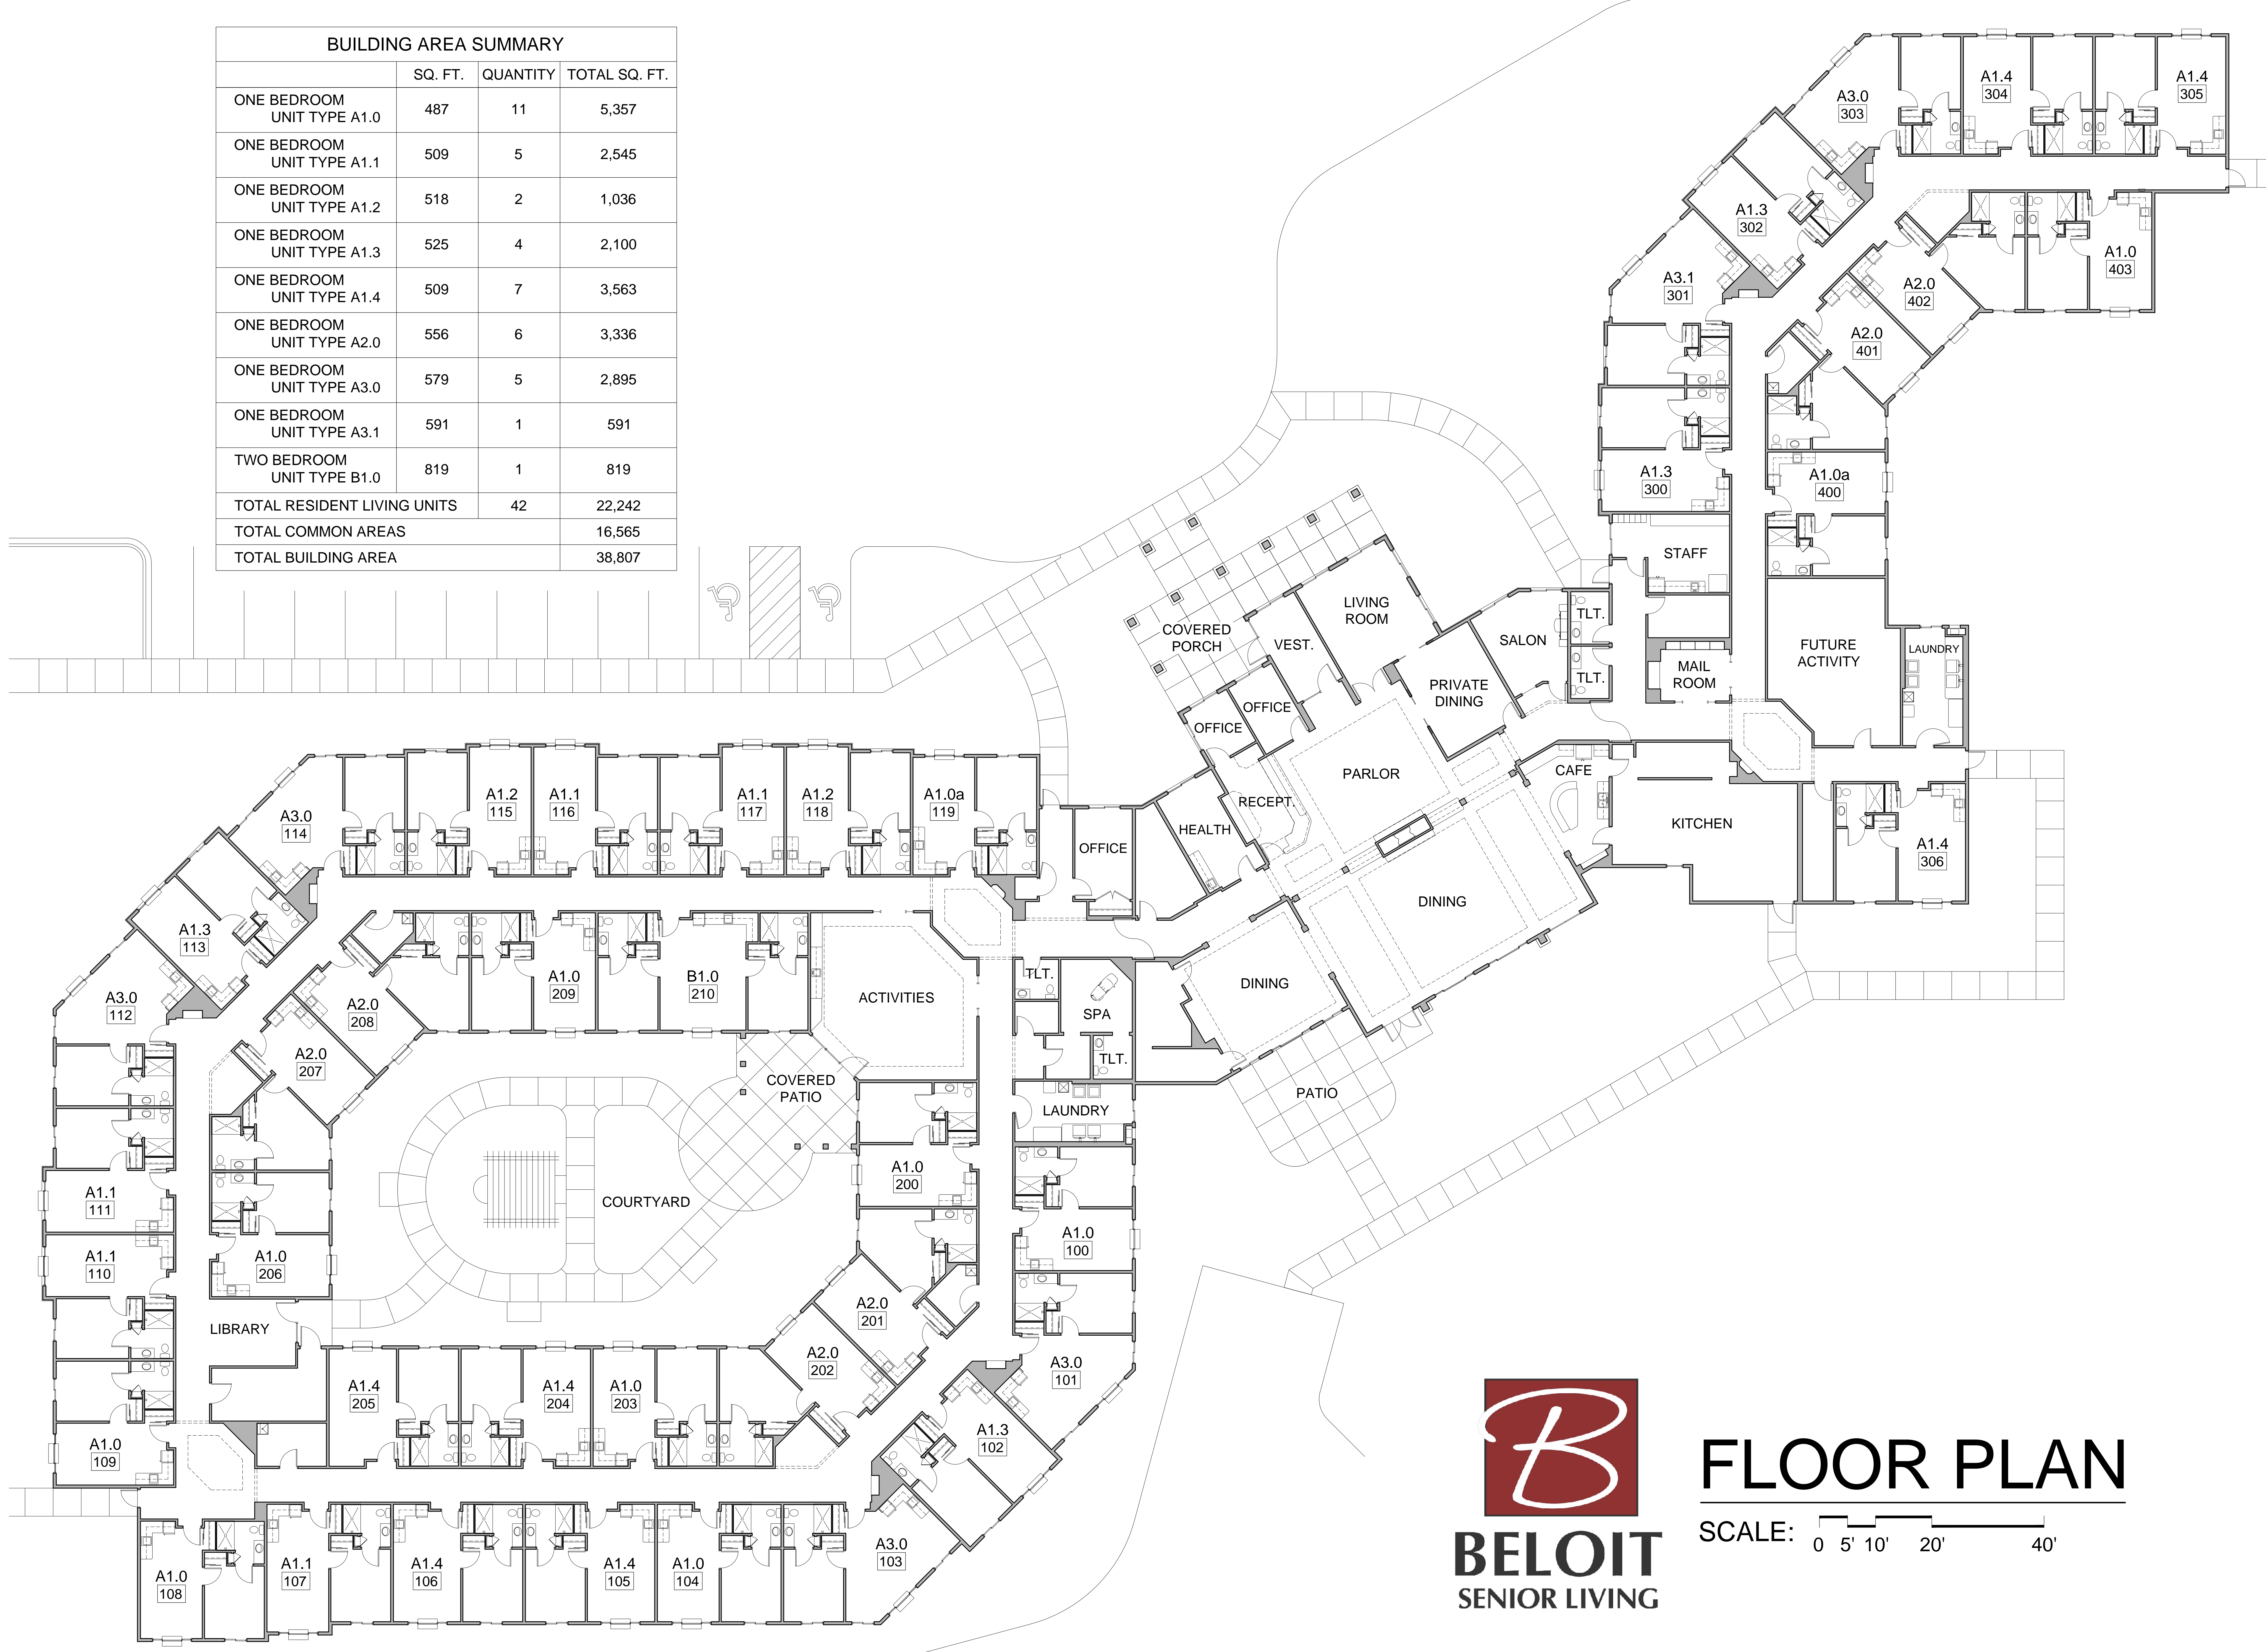 BUILDING AREA SUMMARY
SQ. FT. QUANTITY TOTAL SQ. FT.
ONE BEDROOM
UNIT TYPE A1.0 487 11 5,357
ONE BEDROOM
UNIT TYPE A1.1 509 5 2,545
ONE BEDROOM
UNIT TYPE A1.2 518 2 1,036
ONE BEDROOM
UNIT TYPE A1.3 525 4 2,100
ONE BEDROOM
UNIT TYPE A1.4 509 7 3,563
ONE BEDROOM
UNIT TYPE A2.0 556 6 3,336
ONE BEDROOM
UNIT TYPE A3.0 579 5 2,895
ONE BEDROOM
UNIT TYPE A3.1 591 1 591
TWO BEDROOM
UNIT TYPE B1.0 819 1 819
TOTAL RESIDENT LIVING UNITS 42 22,242
TOTAL COMMON AREAS 16,565
TOTAL BUILDING AREA 38,807
A3.0
303
A1.4
304
A1.4
305
A1.3
302
A3.1
301
A1.0
403
A2.0
402
A2.0
401
A1.3
300
A1.0a
400
STAFF
LIVING
ROOM
COVERED
PORCH
VEST.
SALON
TLT.
TLT.
MAIL
ROOM
FUTURE
ACTIVITY
LAUNDRY
PRIVATE
DINING
OFFICE
OFFICE
PARLOR
CAFE
RECEPT.
HEALTH
OFFICE
KITCHEN
A1.4
306
DINING
DINING
PATIO
A3.0
114
A1.2
115
A1.1
116
A1.1
117
A1.2
118
A1.0a
119
A1.3
113
A3.0
112
A2.0
208
A2.0
207
A1.0
209
B1.0
210
ACTIVITIES
TLT.
SPA
TLT.
LAUNDRY
COVERED
PATIO
COURTYARD
A1.1
111
A1.1
110
A1.0
206
A1.0
200
A1.0
100
LIBRARY
A2.0
201
A2.0
202
A3.0
101
A1.4
205
A1.4
204
A1.0
203
A1.3
102
A1.0
109
A1.0
108
A1.1
107
A1.4
106
A1.4
105
A1.0
104
A3.0
103
B
BELOIT
SENIOR LIVING
FLOOR PLAN
SCALE:
0 5' 10' 20' 40'